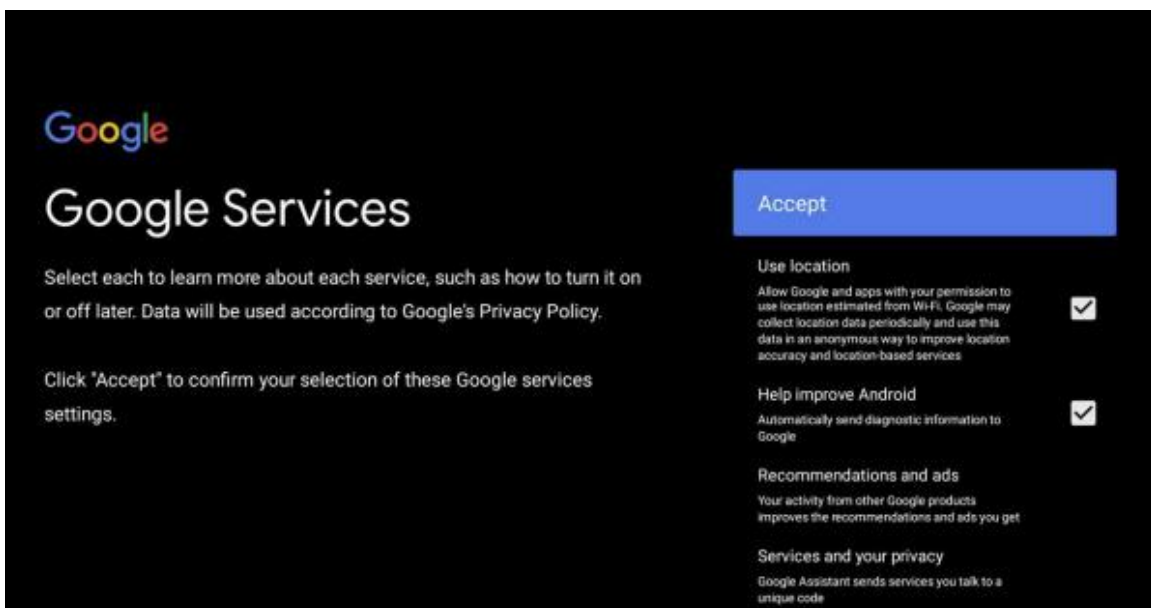 Google
Google Services
Select each to learn more about each service, such as how to turn it on
or off later. Data will be used according to Google's Privacy Policy.
Click "Accept" to confirm your selection of these Google services
settings.
Accept
Use location
Allow Google and apps with your permission to
use location estimated from Wi-Fi. Google may
collect location data periodically and use this
data in an anonymous way to improve location
accuracy and location-based services
Help improve Android
Automatically send diagnostic information to
Google
Recommendations and ads
Your activity from other Google products
improves the recommendations and ads you get
Services and your privacy
Google Assistant sends services you talk to a
unique code